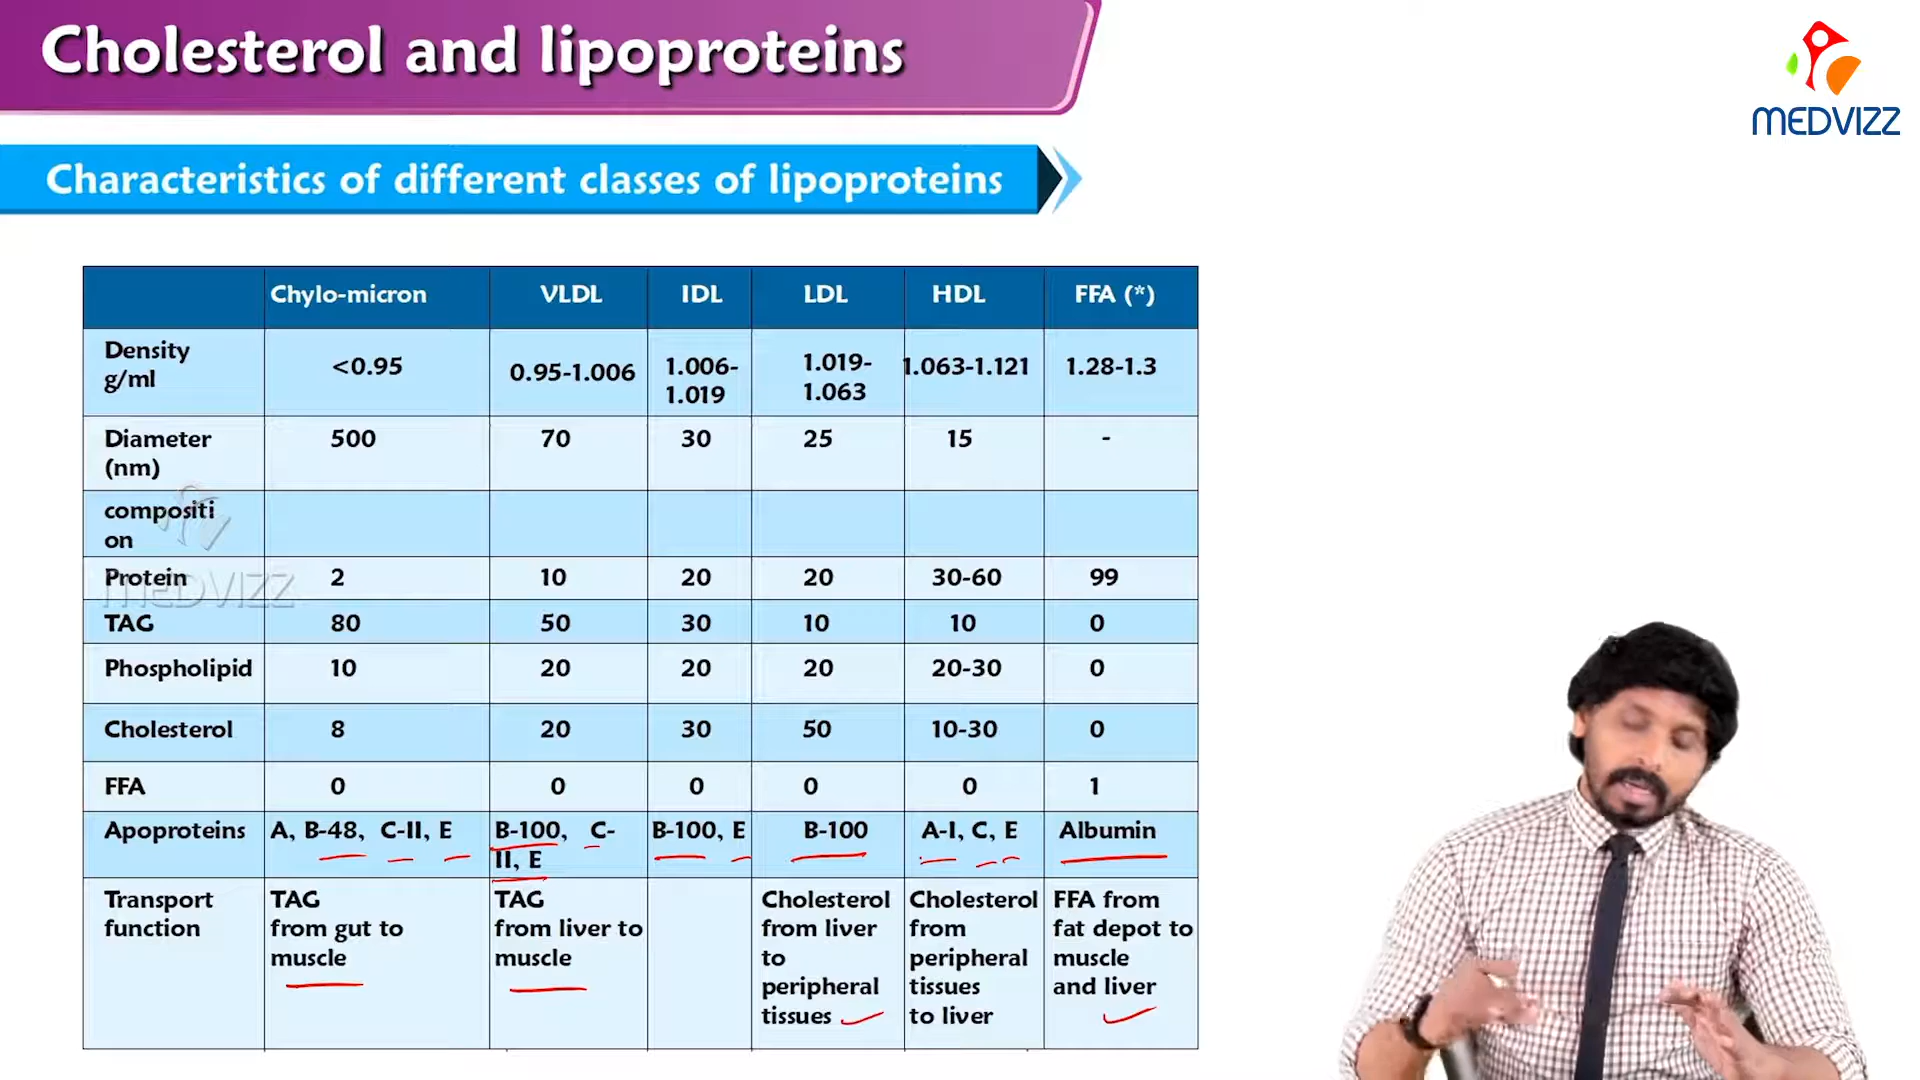 Cholesterol and lipoproteins
MEDVIZZ
Characteristics of different classes of lipoproteins
Chylo-micron VLDL IDL LDL HDL FFA (*)
Density g/ml <0.95 0.95-1.006 1.006-1.019 1.019-1.063 1.063-1.121 1.28-1.3
Diameter (nm) 500 70 30 25 15 -
compositi
on
MEDVIZZ
Protein 2 10 20 20 30-60 99
TAG 80 50 30 10 10 0
Phospholipid 10 20 20 20 20-30 0
Cholesterol 8 20 30 50 10-30 0
FFA 0 0 0 0 0 1
Apoproteins A, B-48, C-II, E B-100, C-II, E B-100, E B-100 A-I, C, E Albumin
Transport function
TAG
from gut to
muscle
TAG
from liver to
muscle
Cholesterol
from liver
to
peripheral
tissues
Cholesterol
from
peripheral
tissues
to liver
FFA from
fat depot to
muscle
and liver